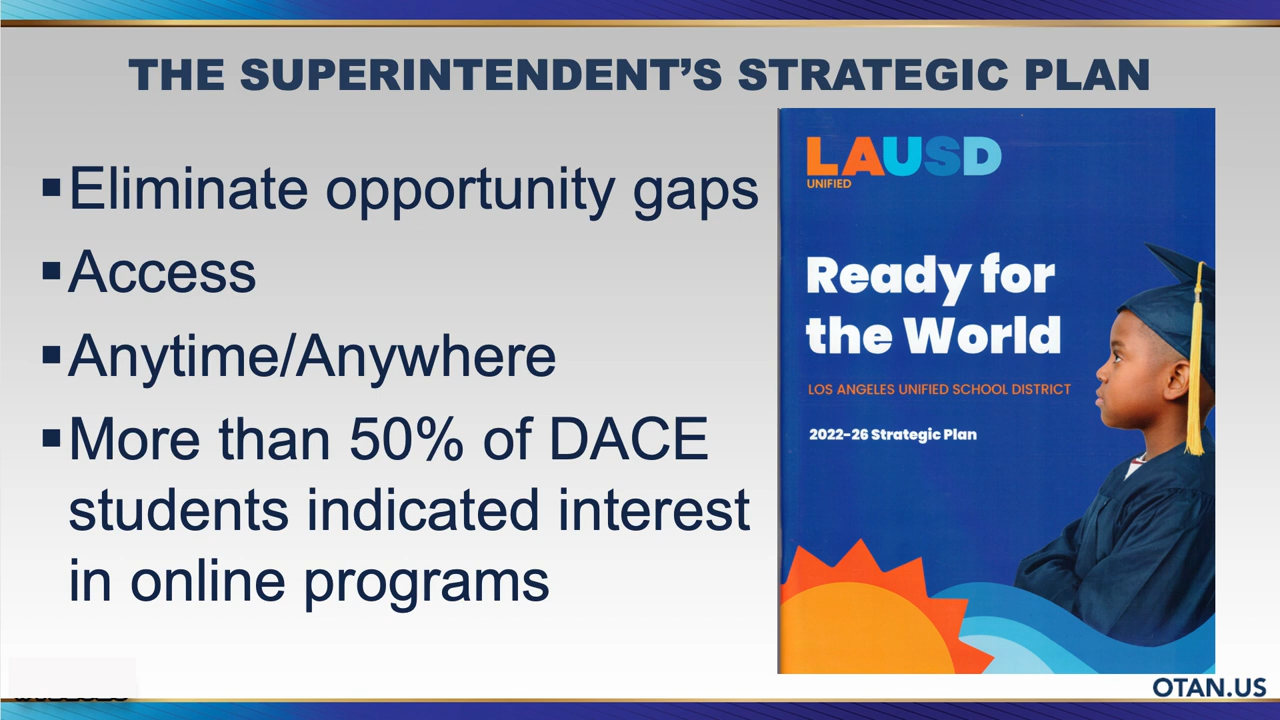 THE SUPERINTENDENT’S STRATEGIC PLAN
▪Eliminate opportunity gaps
▪Access
▪Anytime/Anywhere
▪More than 50% of DACE
students indicated interest
in online programs
LAUSD
UNIFIED
Ready for
the World
LOS ANGELES UNIFIED SCHOOL DISTRICT
2022-26 Strategic Plan
OTAN.US